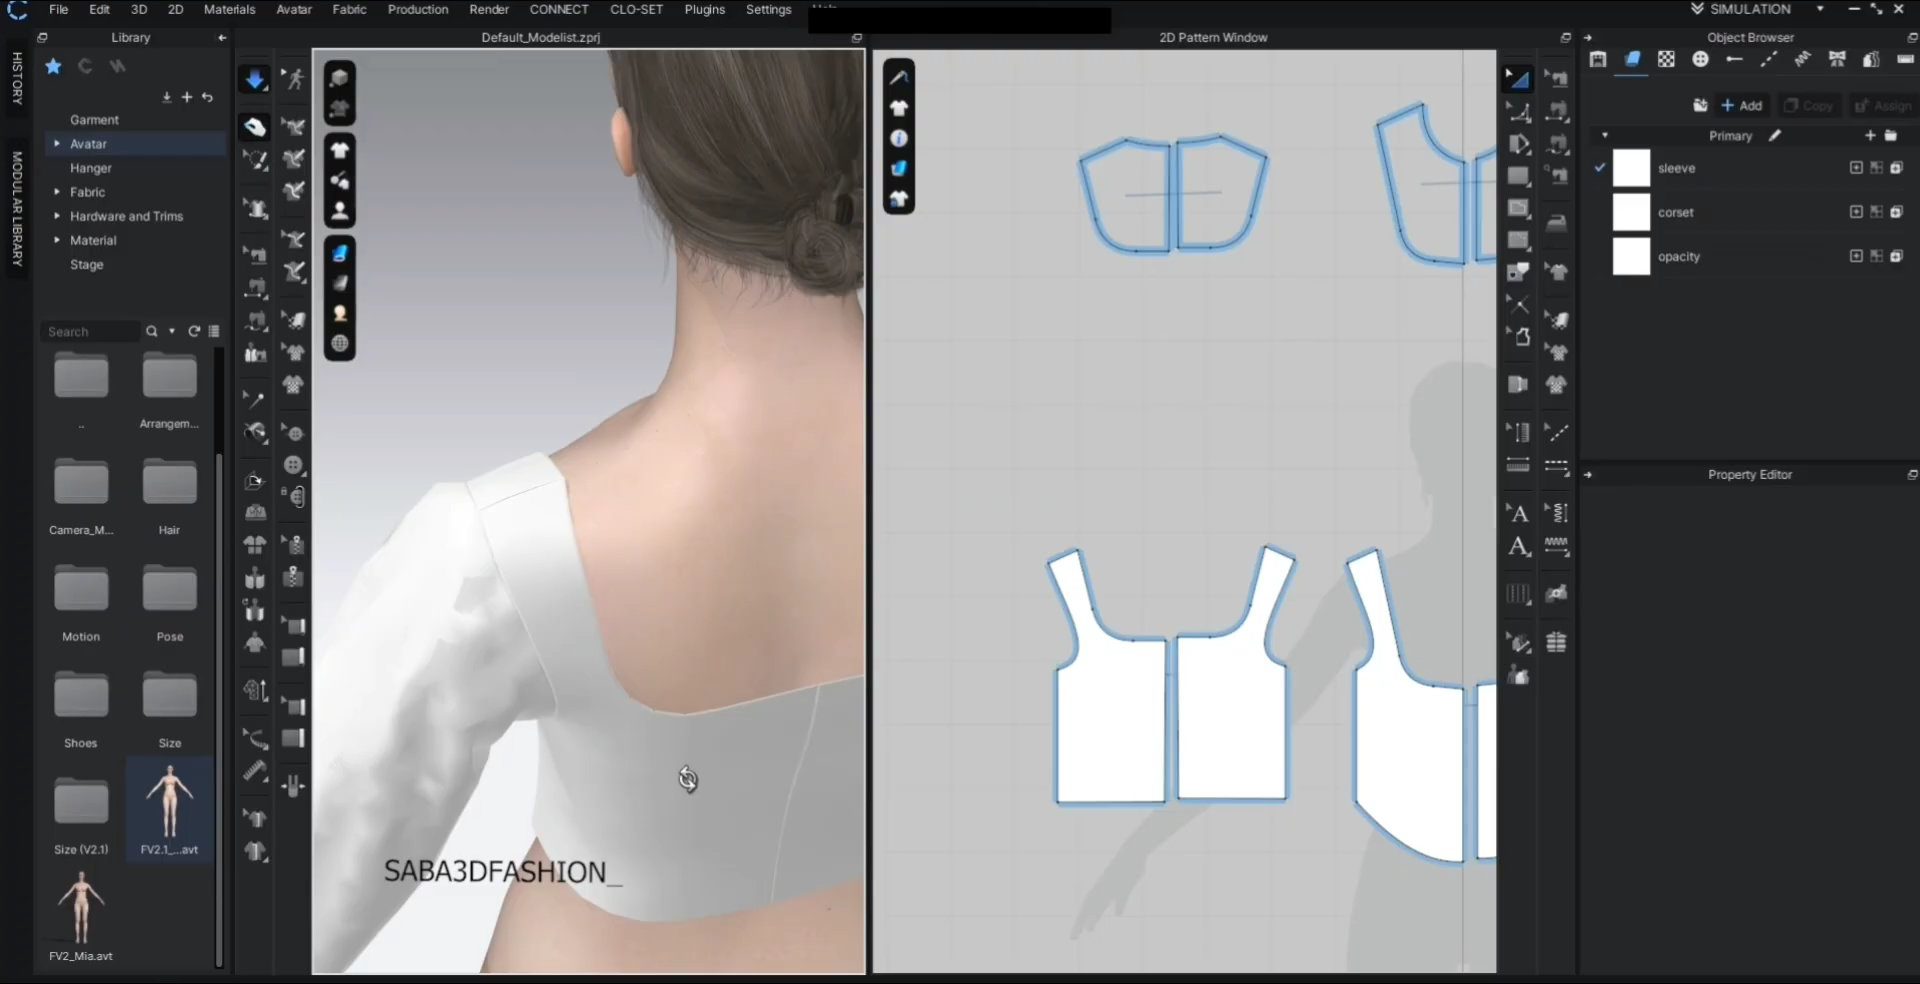 File Edit 3D 2D Materials Avatar Fabric Production Render CONNECT CLO-SET Plugins Settings
SIMULATION
Library
Default_Modelist.zprj
2D Pattern Window
Object Browser
HISTORY
MODULAR LIBRARY
Garment
Avatar
Hanger
Fabric
Hardware and Trims
Material
Stage
Search
..
Arrangem...
Camera_M...
Hair
Motion
Pose
Shoes
Size
Size (V2.1)
FV2.1_...avt
FV2_Mia.avt
SABA3DFASHION_
A
A
+ Add
Copy
Assign
Primary
sleeve
corset
opacity
Property Editor